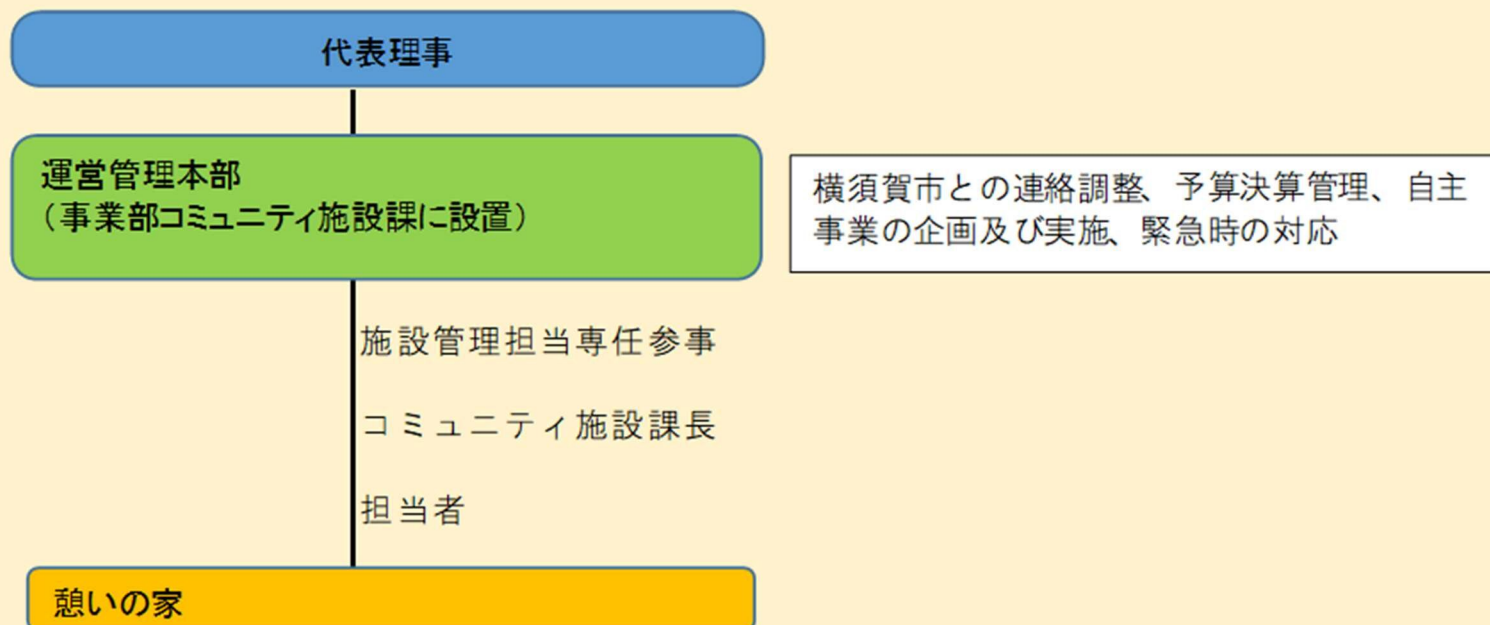 代表理事
運営管理本部
（事業部コミュニティ施設課に設置）
横須賀市との連絡調整、予算決算管理、自主
事業の企画及び実施、緊急時の対応
施設管理担当専任参事
コミュニティ施設課長
担当者
憩いの家